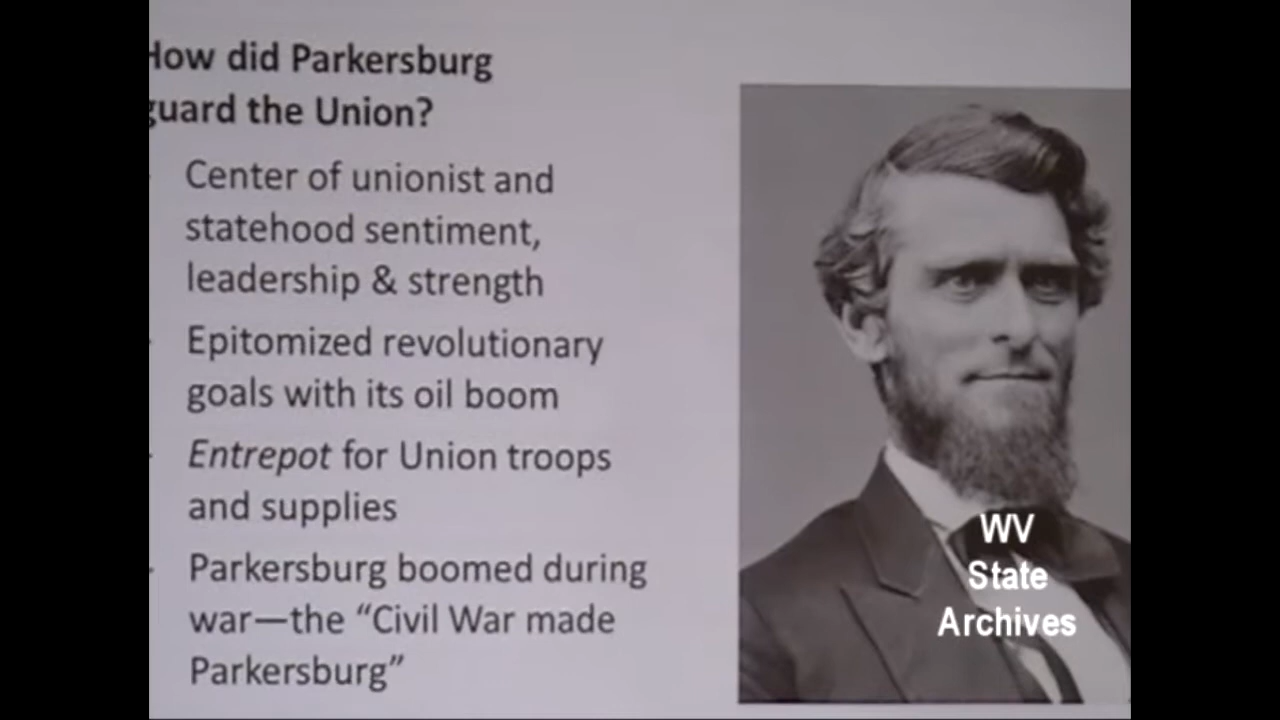 How did Parkersburg
guard the Union?
Center of unionist and
statehood sentiment,
leadership & strength
Epitomized revolutionary
goals with its oil boom
Entrepot for Union troops
and supplies
Parkersburg boomed during
war—the “Civil War made
Parkersburg”
WV
State
Archives